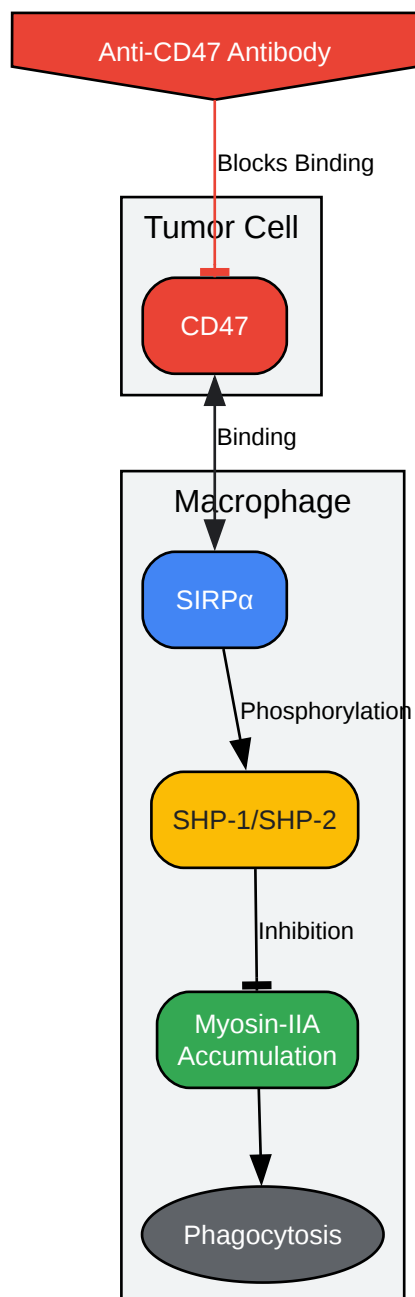 Anti-CD47 Antibody
Blocks Binding
Tumor Cell
CD47
Binding
Macrophage
SIRPα
Phosphorylation
SHP-1/SHP-2
Inhibition
Myosin-IIA
Accumulation
Phagocytosis